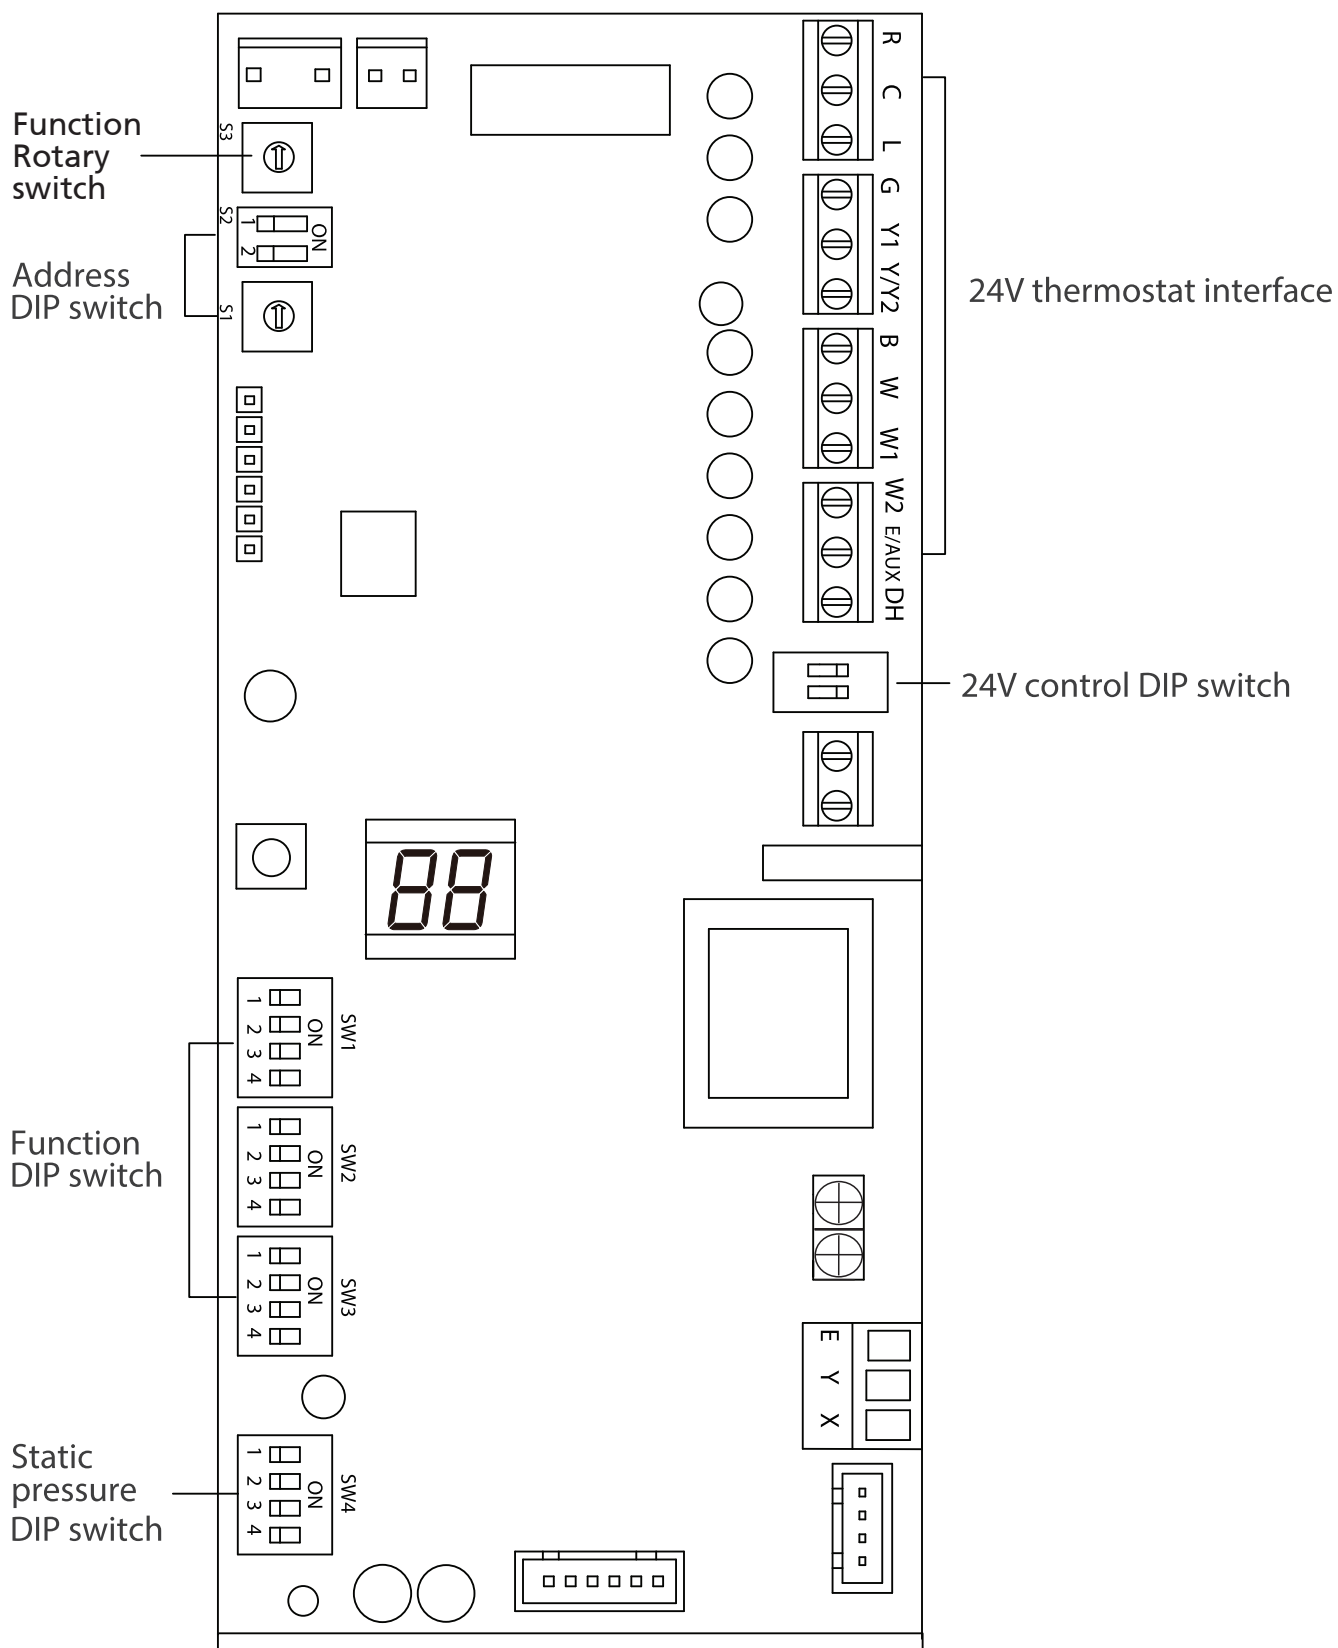 Function
Rotary
switch
S3
S2
1
2
ON
Address
DIP switch
S1
R
C
L
G
Y1
Y/Y2
B
W
W1
W2
E/AUX
DH
24V thermostat interface
24V control DIP switch
88
1
2
3
4
ON
SW1
Function
DIP switch
1
2
3
4
ON
SW2
1
2
3
4
ON
SW3
E
Y
X
Static
pressure
DIP switch
1
2
3
4
ON
SW4